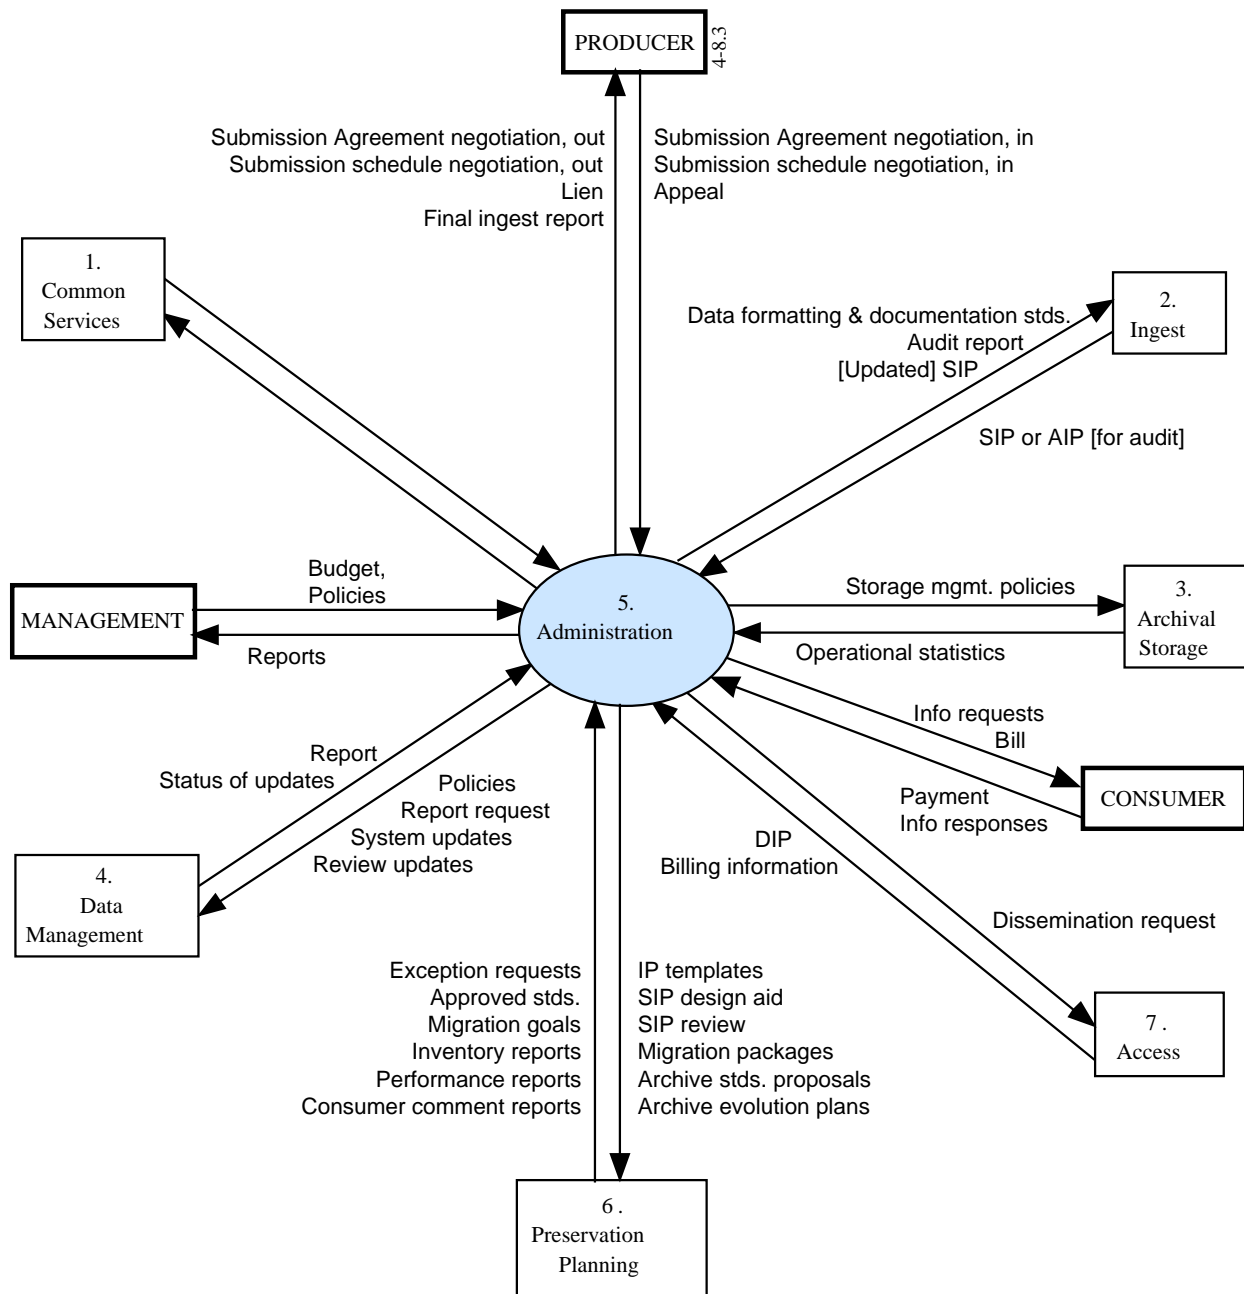 PRODUCER
4-8.3
Submission Agreement negotiation, out
Submission schedule negotiation, out
Lien
Final ingest report
Submission Agreement negotiation, in
Submission schedule negotiation, in
Appeal
1.
Common
Services
2.
Ingest
Data formatting & documentation stds.
Audit report
[Updated] SIP
SIP or AIP [for audit]
MANAGEMENT
Budget,
Policies
Reports
5.
Administration
Storage mgmt. policies
Operational statistics
3.
Archival
Storage
Info requests
Bill
Payment
Info responses
CONSUMER
Report
Status of updates
Policies
Report request
System updates
Review updates
4.
Data
Management
DIP
Billing information
Dissemination request
7 .
Access
Exception requests
Approved stds.
Migration goals
Inventory reports
Performance reports
Consumer comment reports
IP templates
SIP design aid
SIP review
Migration packages
Archive stds. proposals
Archive evolution plans
6 .
Preservation
Planning